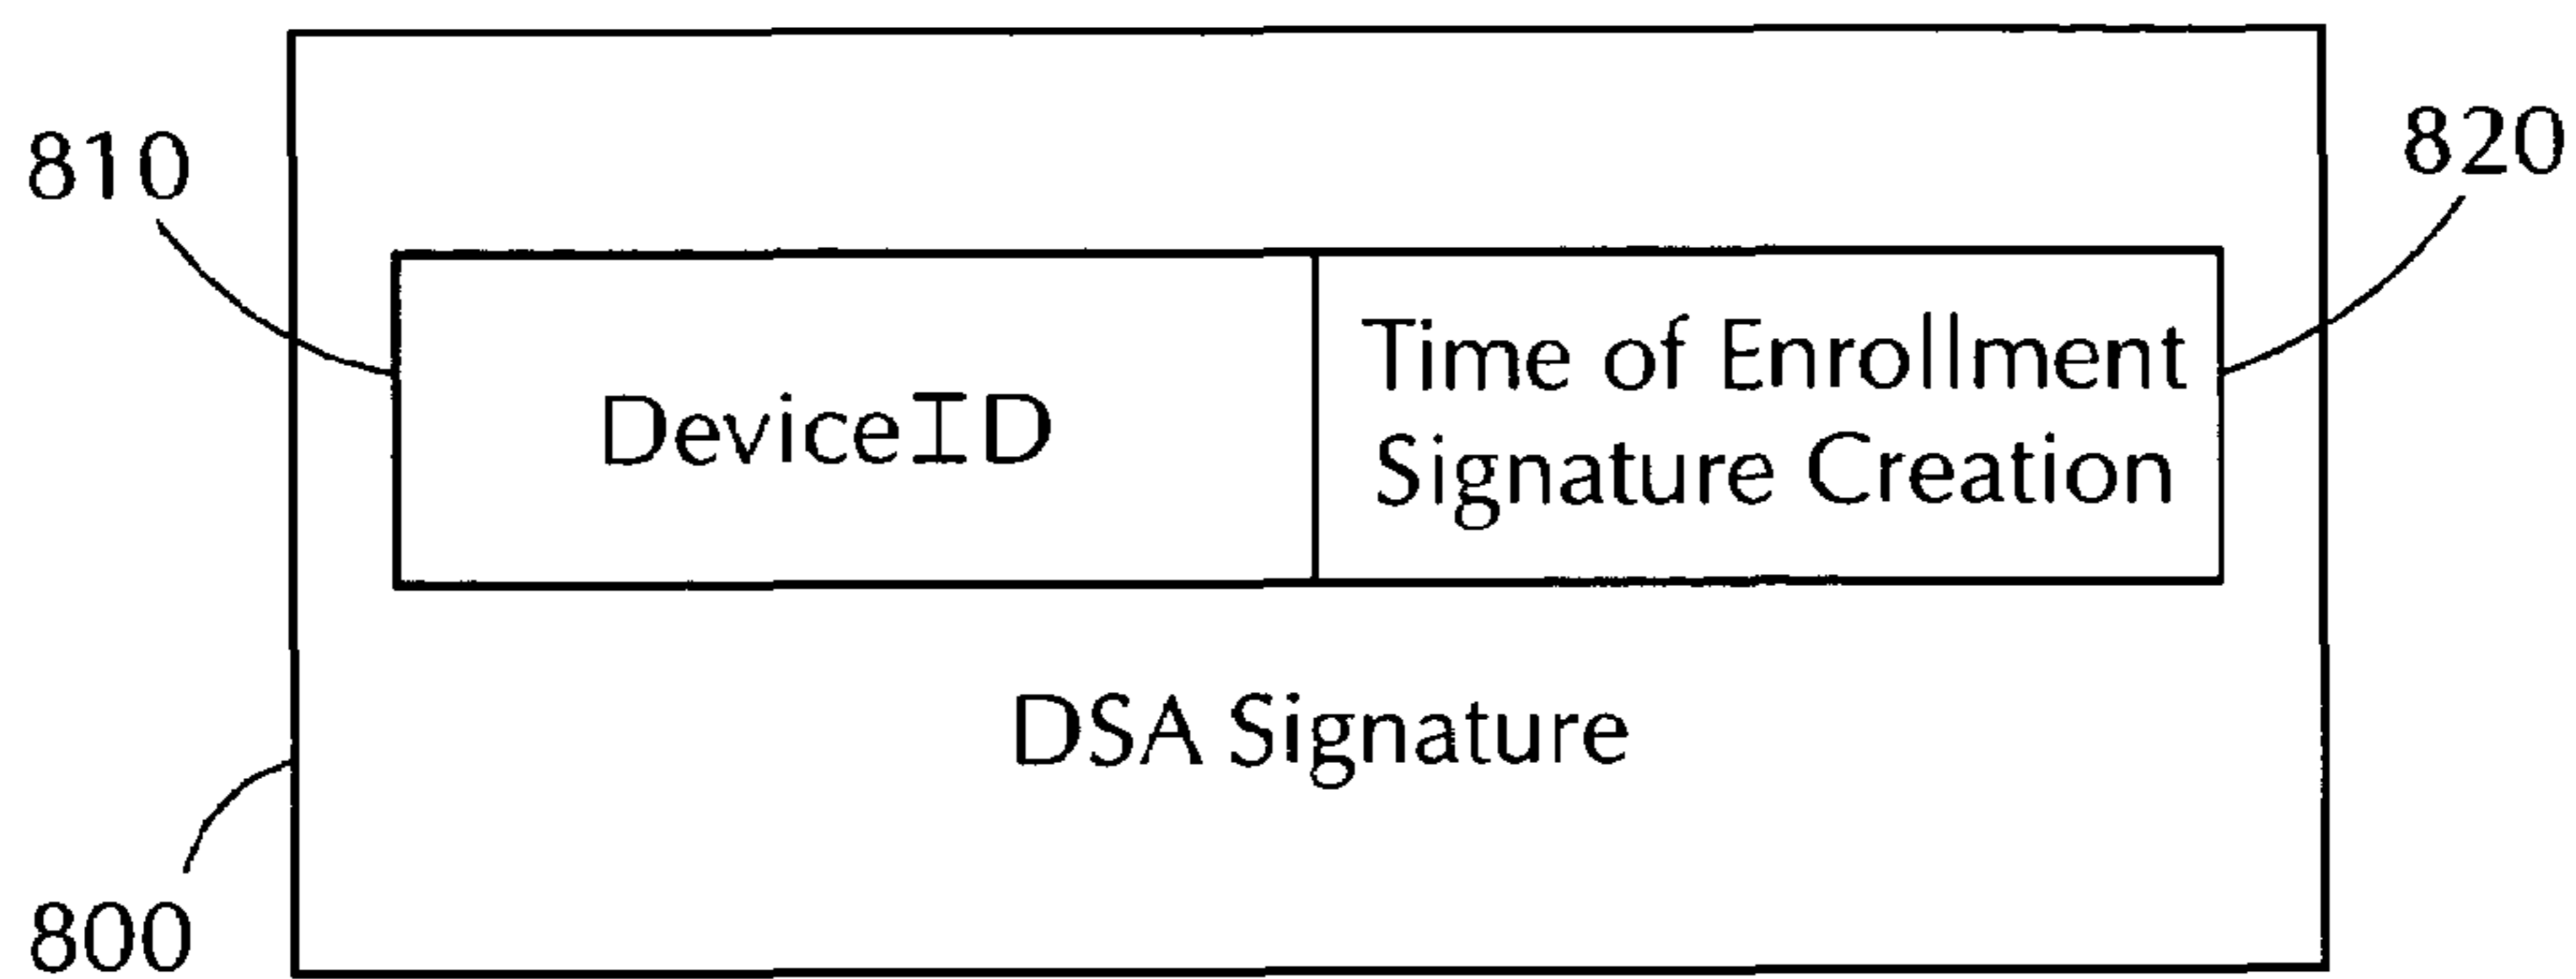 810
820
DeviceID
Time of Enrollment
Signature Creation
DSA Signature
800